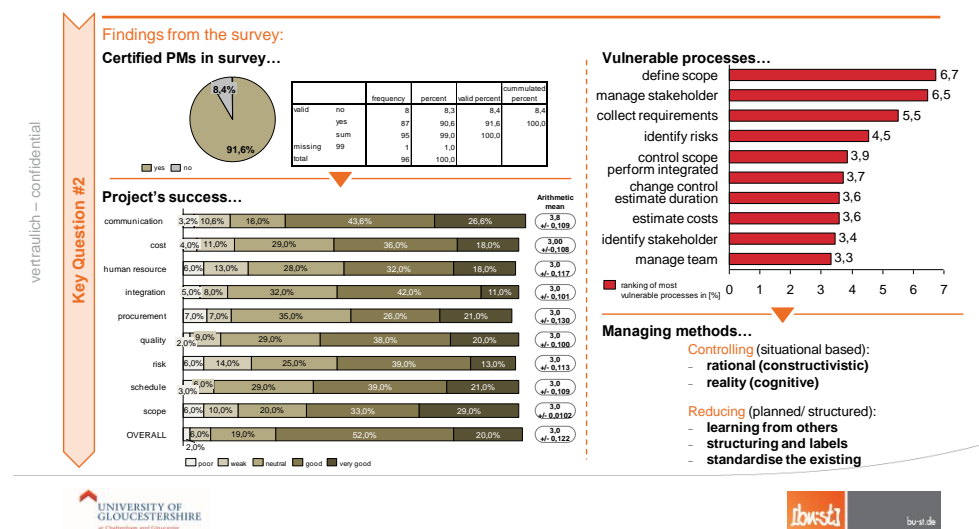 vertraulich – confidential
Key Question #2
Findings from the survey:
Certified PMs in survey…
8,4%
91,6%
yes no
frequency percent valid percent cummulated percent
valid no 8 8,3 8,4 8,4
yes 87 90,6 91,6 100,0
sum 95 99,0 100,0
missing 99 1 1,0
total 96 100,0
Project's success…
Arithmetic
mean
communication 3,2% 10,6% 16,0% 43,6% 26,6% 3,8 +/- 0,109
cost 4,0% 11,0% 29,0% 36,0% 18,0% 3,00 +/-0,108
human resource 6,0% 13,0% 28,0% 32,0% 18,0% 3,0 +/- 0,117
integration 5,0% 8,0% 32,0% 42,0% 11,0% 3,0 +/- 0,101
procurement 7,0% 7,0% 35,0% 26,0% 21,0% 3,0 +/- 0,130
quality 2,0% 9,0% 29,0% 38,0% 20,0% 3,0 +/- 0,100
risk 6,0% 14,0% 25,0% 39,0% 13,0% 3,0 +/- 0,113
schedule 3,0% 6,0% 29,0% 39,0% 21,0% 3,0 +/- 0,109
scope 6,0% 10,0% 20,0% 33,0% 29,0% 3,0 +/- 0,0102
OVERALL 2,0% 6,0% 19,0% 52,0% 20,0% 3,0 +/- 0,122
poor weak neutral good very good
Vulnerable processes…
define scope 6,7
manage stakeholder 6,5
collect requirements 5,5
identify risks 4,5
control scope 3,9
perform integrated
change control 3,7
estimate duration 3,6
estimate costs 3,6
identify stakeholder 3,4
manage team 3,3
ranking of most
vulnerable processes in [%]
0 1 2 3 4 5 6 7
Managing methods…
Controlling (situational based):
– rational (constructivistic)
– reality (cognitive)
Reducing (planned/ structured):
– learning from others
– structuring and labels
– standardise the existing
UNIVERSITY OF
GLOUCESTERSHIRE
at Cheltenham and Gloucester
[bu:st]
bu-st.de